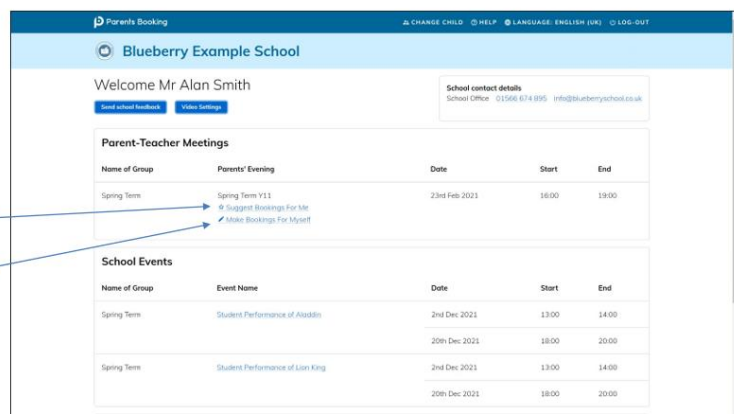 Parents Booking
CHANGE CHILD HELP LANGUAGE: ENGLISH (UK) LOG-OUT
Blueberry Example School
Welcome Mr Alan Smith
Send school feedback Video Settings
School contact details
School Office 01566 674 895 info@blueberryschool.co.uk
Parent-Teacher Meetings
Name of Group Parents' Evening Date Start End
Spring Term Spring Term Y11 23rd Feb 2021 16:00 19:00
Suggest Bookings For Me
Make Bookings For Myself
School Events
Name of Group Event Name Date Start End
Spring Term Student Performance of Aladdin 2nd Dec 2021 13:00 14:00
20th Dec 2021 18:00 20:00
Spring Term Student Performance of Lion King 2nd Dec 2021 13:00 14:00
20th Dec 2021 18:00 20:00